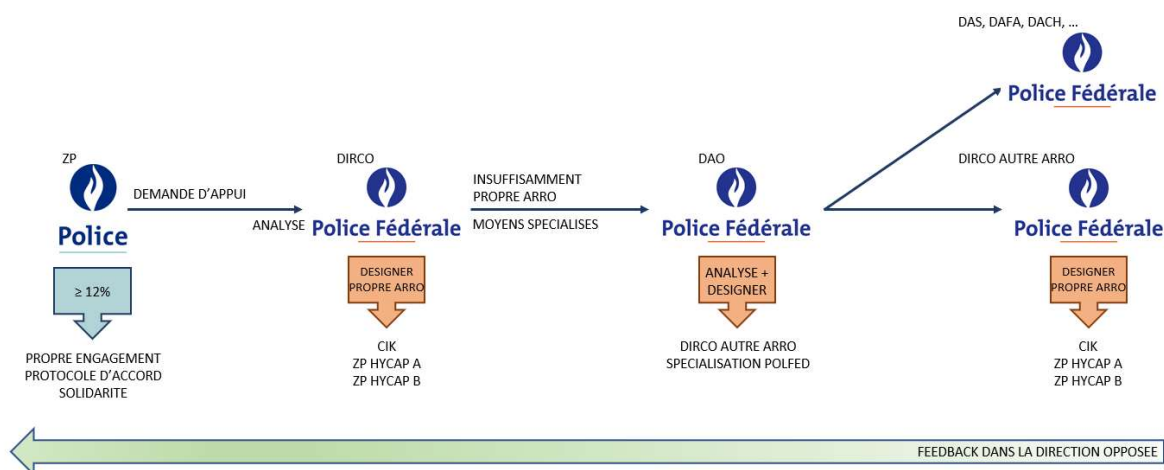 DAS, DAFA, DACH, ...
Police Fédérale
ZP
Police
DEMANDE D'APPUI
ANALYSE
DIRCO
Police Fédérale
INSUFFISAMMENT
PROPRE ARRO
MOYENS SPECIALISES
DAO
Police Fédérale
DIRCO AUTRE ARRO
Police Fédérale
≥ 12%
PROPRE ENGAGEMENT
PROTOCOLE D'ACCORD
SOLIDARITE
DESIGNER
PROPRE ARRO
CIK
ZP HYCAP A
ZP HYCAP B
ANALYSE +
DESIGNER
DIRCO AUTRE ARRO
SPECIALISATION POLFED
DESIGNER
PROPRE ARRO
CIK
ZP HYCAP A
ZP HYCAP B
FEEDBACK DANS LA DIRECTION OPPOSEE